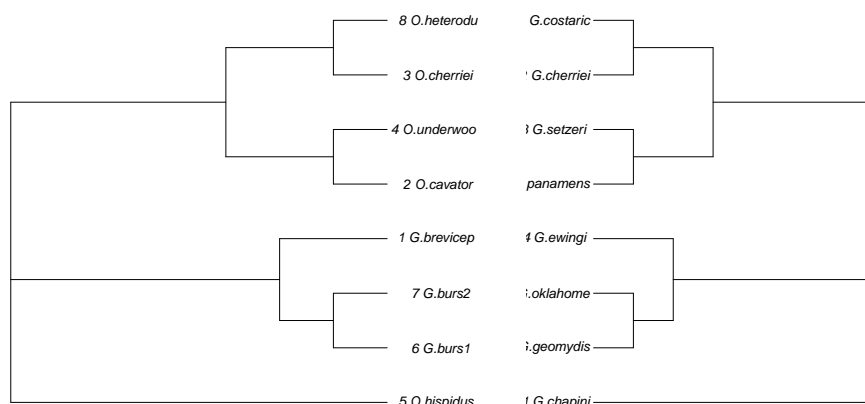 8 O.heterodu G.costaric
3 O.cherriei G.cherriei
4 O.underwoo G.setzeri
2 O.cavator panamens
1 G.brevicep 4 G.ewingi
7 G.burs2 G.oklahome
6 G.burs1 G.geomydis
5 O.hispidus G.chapini